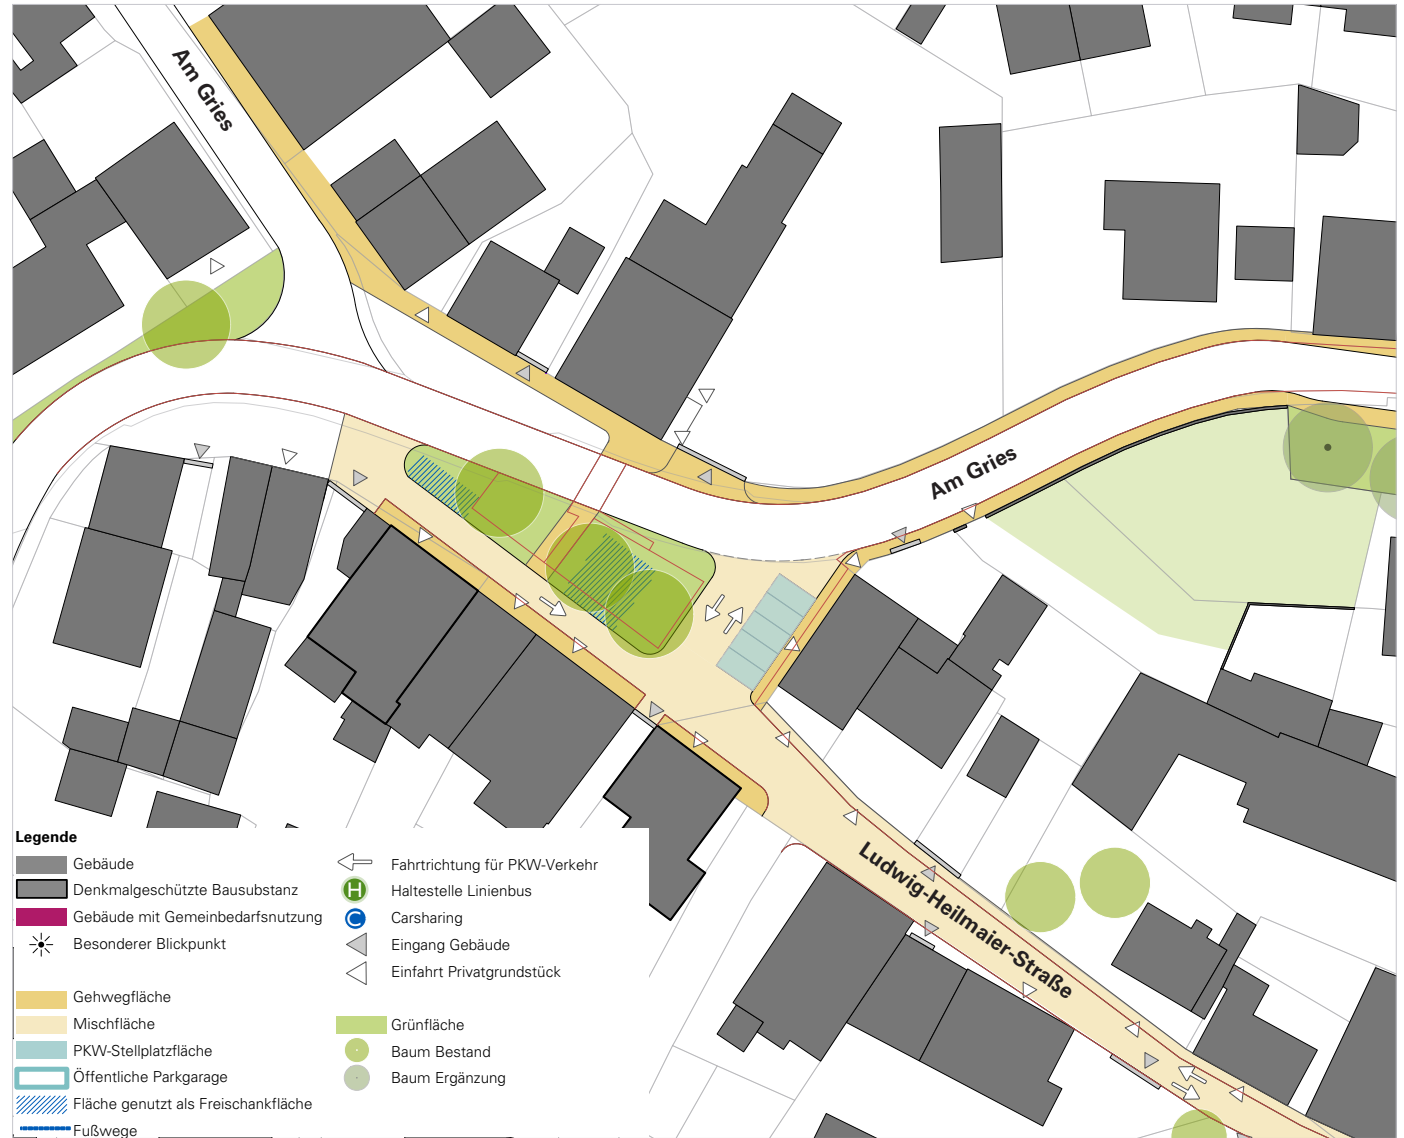 Am Gries
Am Gries
Ludwig-Heilmaier-Straße
Legende
Gebäude
Denkmalgeschützte Bausubstanz
Gebäude mit Gemeinbedarfsnutzung
Besonderer Blickpunkt
Gehwegfläche
Mischfläche
PKW-Stellplatzfläche
Öffentliche Parkgarage
Fläche genutzt als Freischankfläche
Fußwege
Fahrtrichtung für PKW-Verkehr
H Haltestelle Linienbus
C Carsharing
Eingang Gebäude
Einfahrt Privatgrundstück
Grünfläche
Baum Bestand
Baum Ergänzung